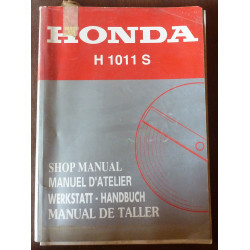 HONDA
H 1011 S
SHOP MANUAL
MANUEL D'ATELIER
WERKSTATT - HANDBUCH
MANUAL DE TALLER